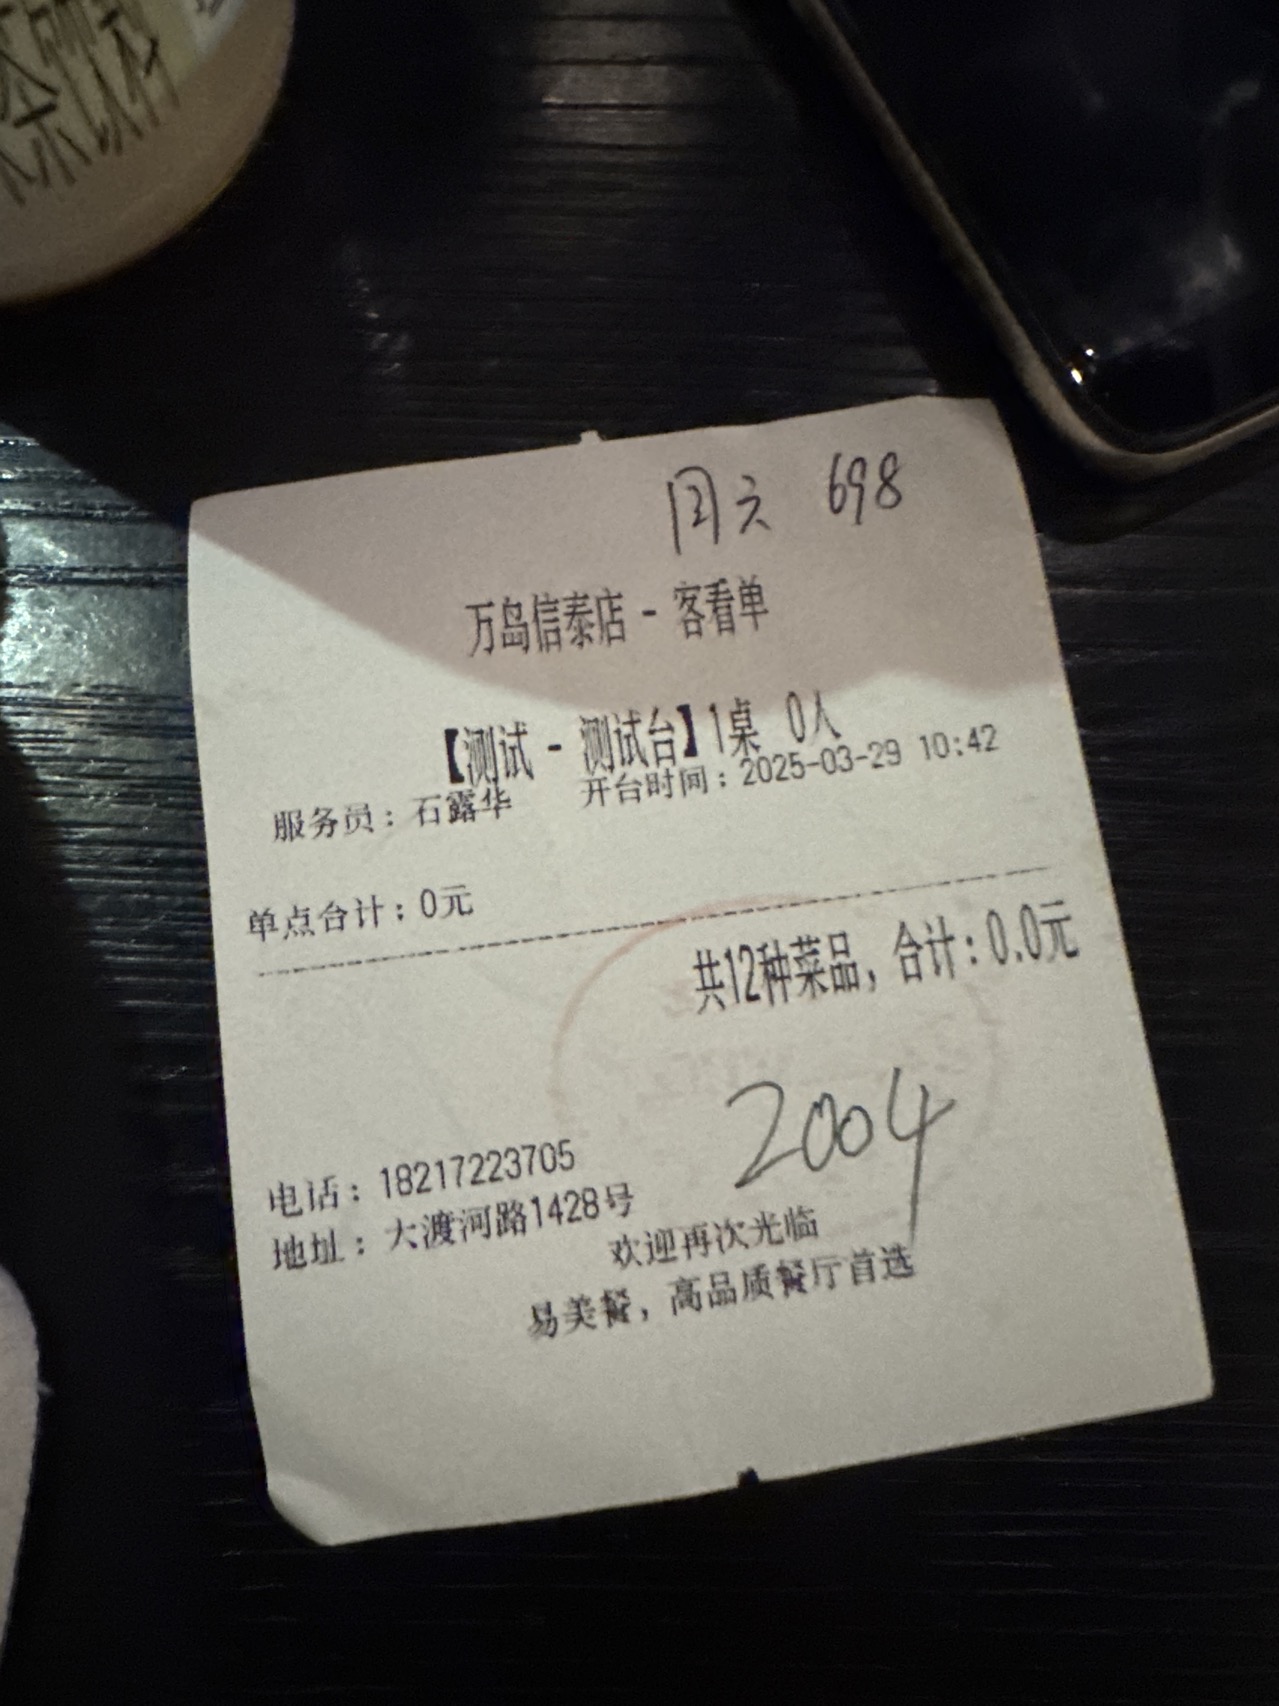 周六 698
万岛信泰店 - 客看单
【测试 - 测试台】1桌 0人
服务员：石露华 开台时间：2025-03-29 10:42
单点合计：0元
共12种菜品，合计：0.0元
2004
电话：18217223705
地址：大渡河路1428号
欢迎再次光临
易美餐，高品质餐厅首选